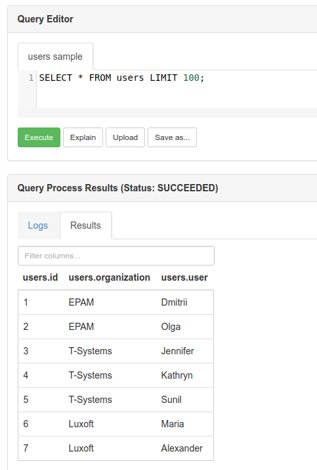 Query Editor
users sample
1 SELECT * FROM users LIMIT 100;
Execute Explain Upload Save as...
Query Process Results (Status: SUCCEEDED)
Logs Results
Filter columns...
users.id users.organization users.user
1 EPAM Dmitrii
2 EPAM Olga
3 T-Systems Jennifer
4 T-Systems Kathryn
5 T-Systems Sunil
6 Luxoft Maria
7 Luxoft Alexander